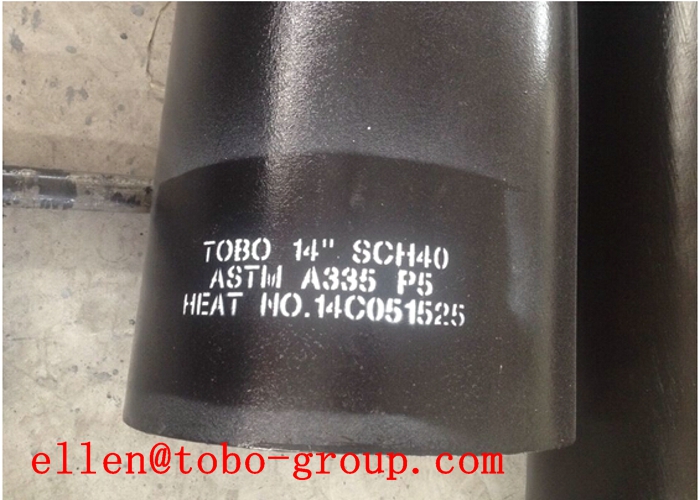 TOBO 14" SCH40
ASTM A335 P5
HEAT NO.14C051525
ellen@tobo-group.com